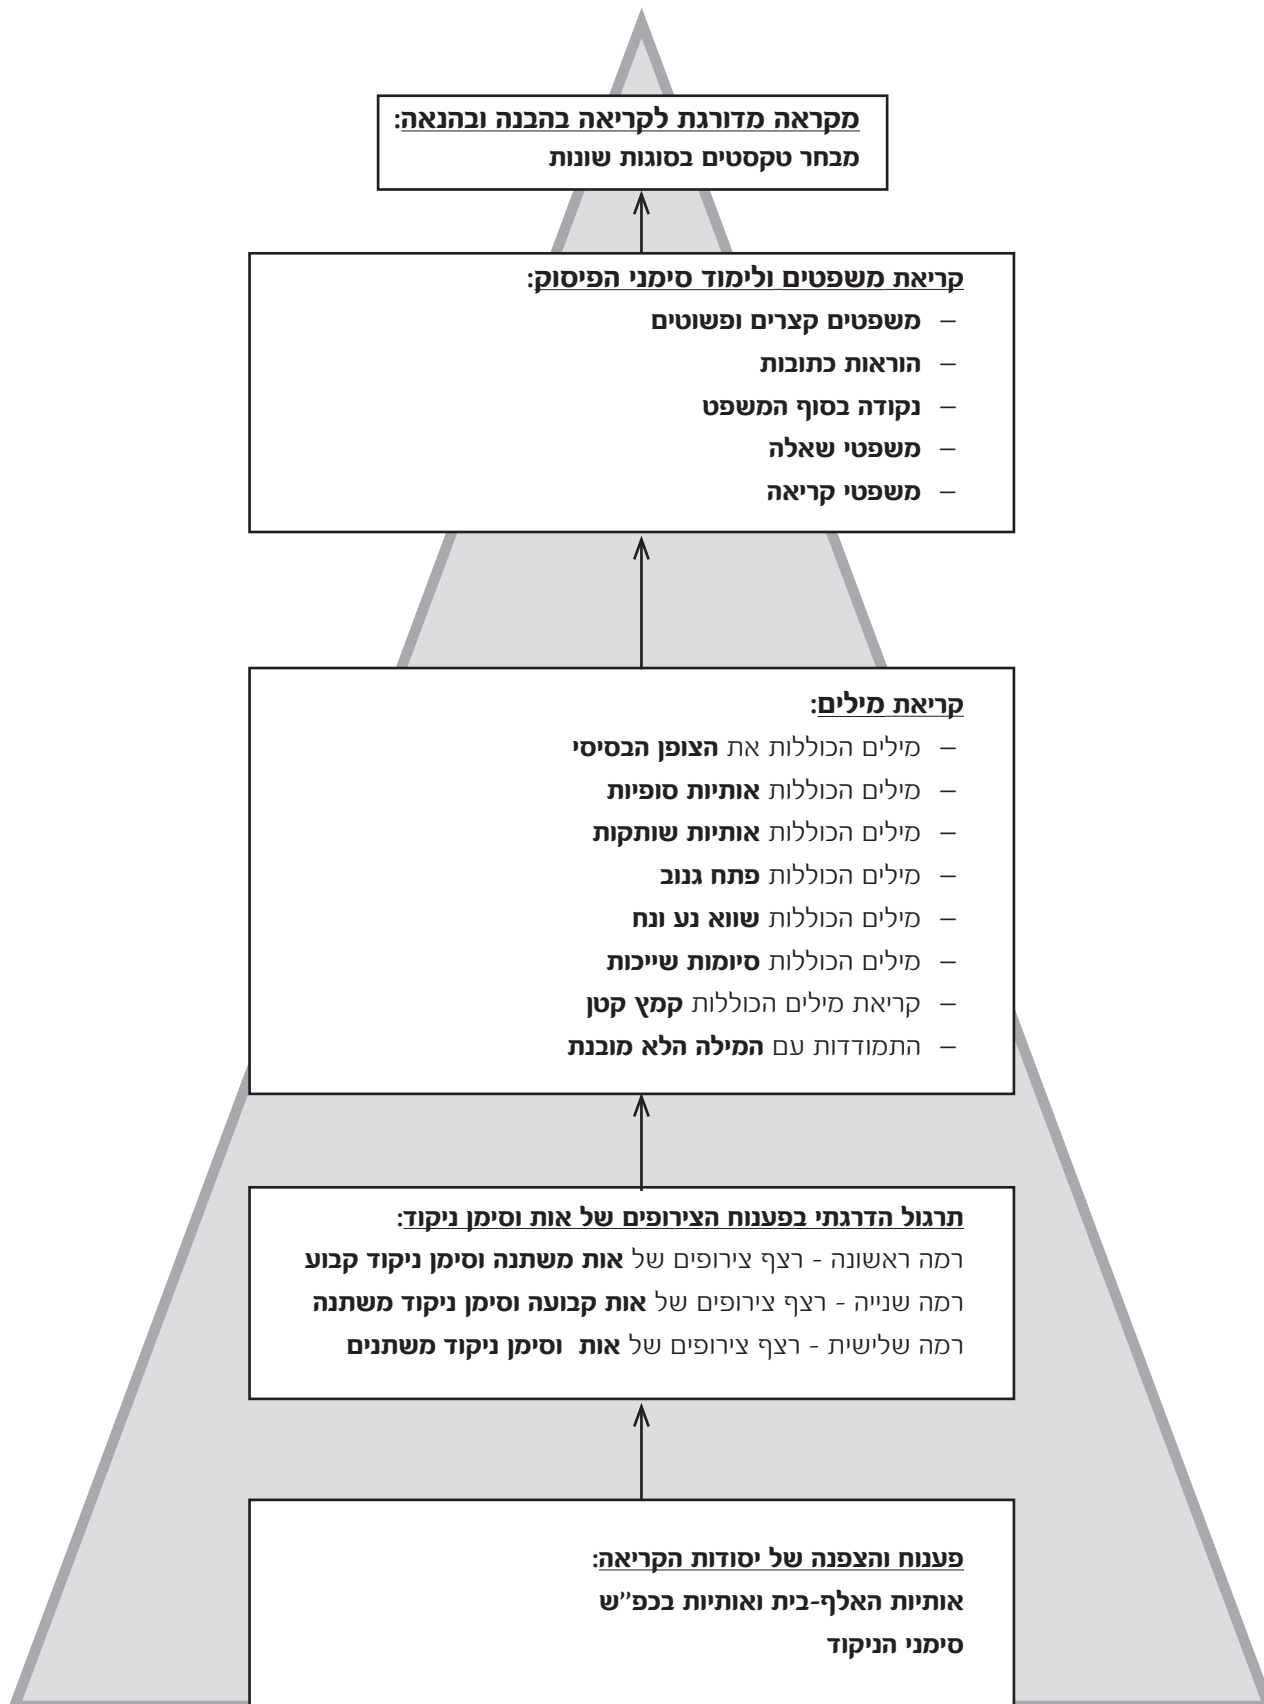 מקראה מדורגת לקריאה בהבנה ובהנאה:
מבחר טקסטים בסוגות שונות
קריאת משפטים ולימוד סימני הפיסוק:
– משפטים קצרים ופשוטים
– הוראות כתובות
– נקודה בסוף המשפט
– משפטי שאלה
– משפטי קריאה
קריאת מילים:
– מילים הכוללות את הצופן הבסיסי
– מילים הכוללות אותיות סופיות
– מילים הכוללות אותיות שותקות
– מילים הכוללות פתח גנוב
– מילים הכוללות שווא נע ונח
– מילים הכוללות סיומות שייכות
– קריאת מילים הכוללות קמץ קטן
– התמודדות עם המילה הלא מובנת
תרגול הדרגתי בפענוח הצירופים של אות וסימן ניקוד:
רמה ראשונה - רצף צירופים של אות משתנה וסימן ניקוד קבוע
רמה שנייה - רצף צירופים של אות קבועה וסימן ניקוד משתנה
רמה שלישית - רצף צירופים של אות וסימן ניקוד משתנים
פענוח והצפנה של יסודות הקריאה:
אותיות האלף-בית ואותיות בכפ״ש
סימני הניקוד